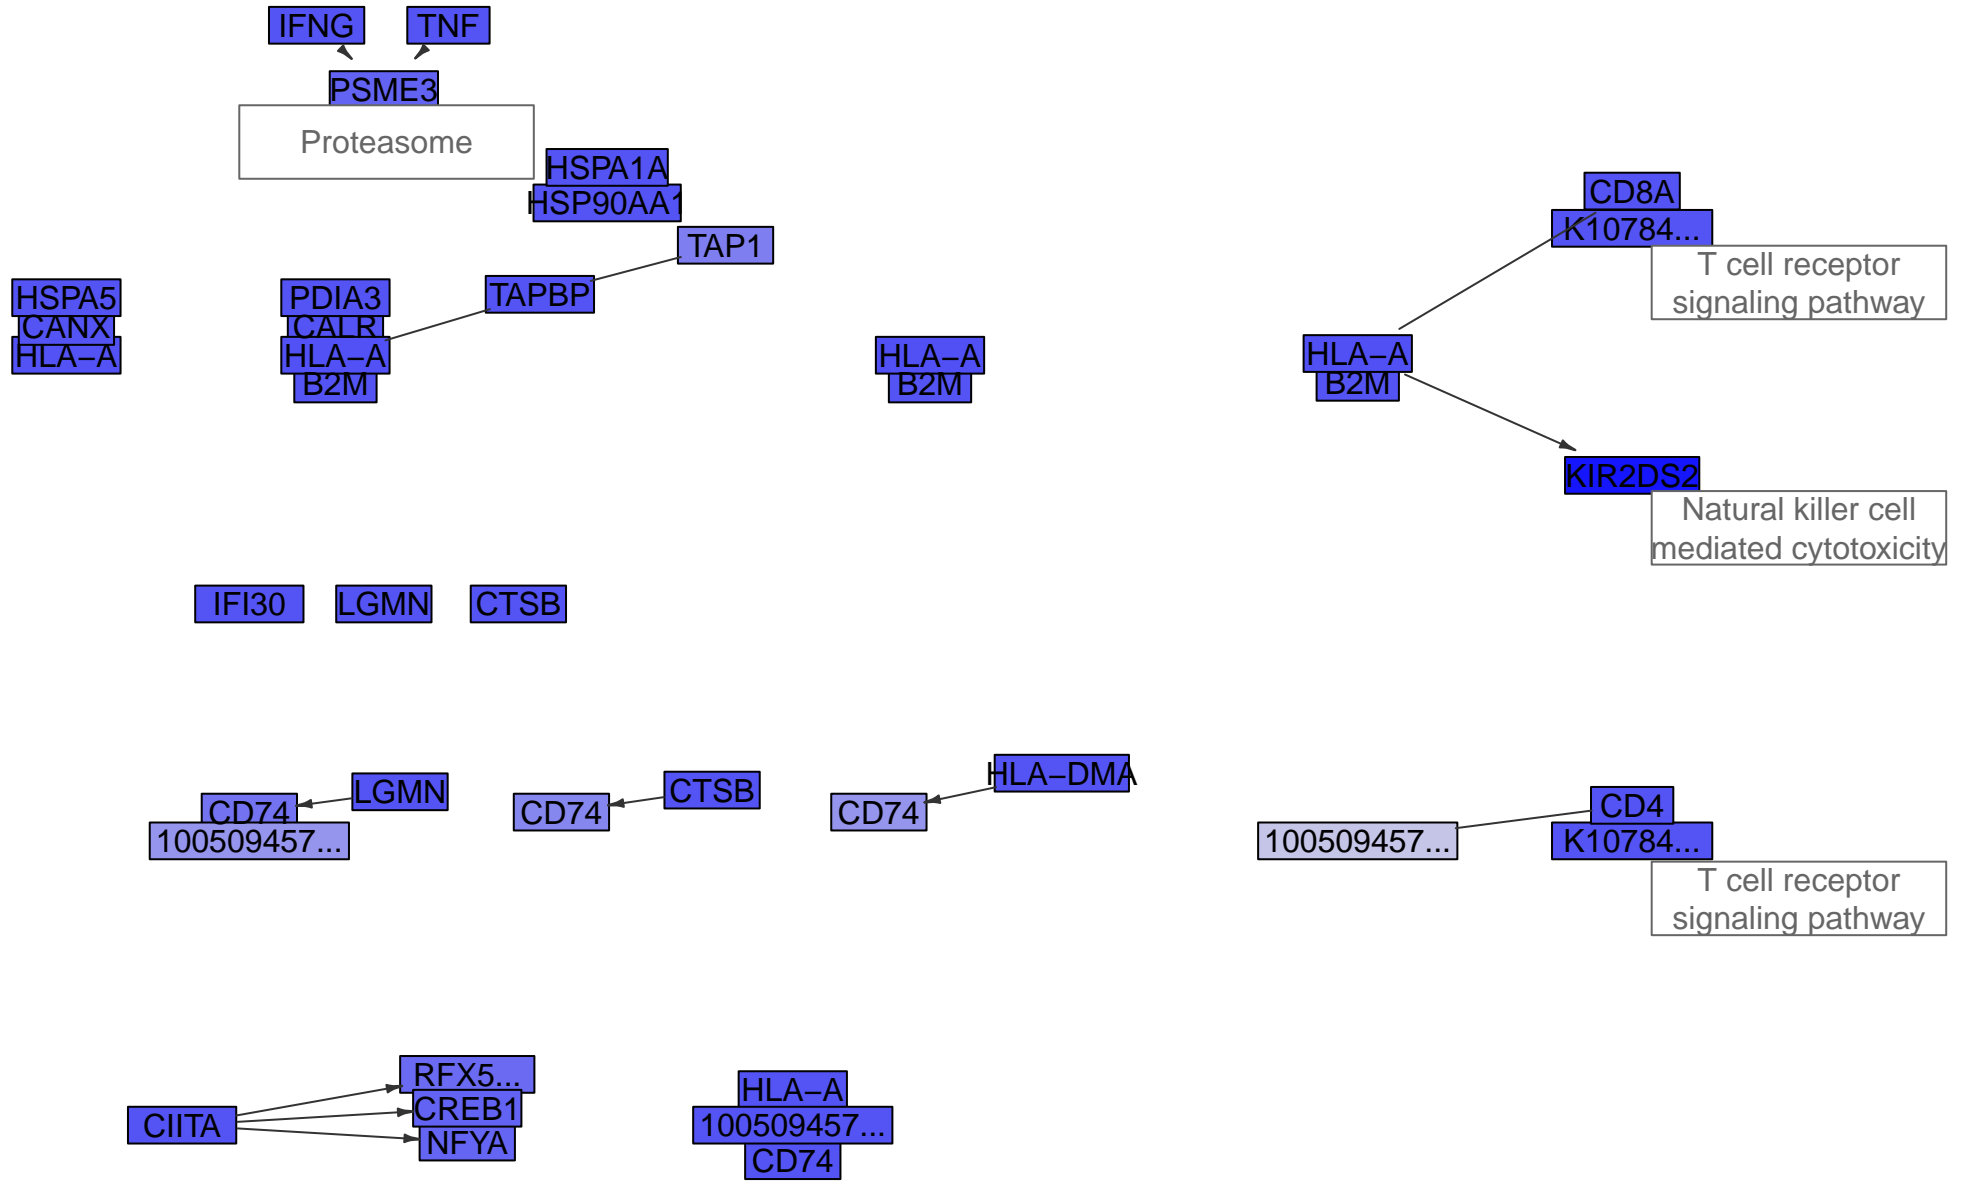 IFNG
TNF
PSME3
Proteasome
HSPA1A
HSP90AA1
TAP1
TAPBP
HSPA5
CANX
HLA−A
PDIA3
CALR
HLA−A
B2M
HLA−A
B2M
CD8A
K10784...
T cell receptor
signaling pathway
HLA−A
B2M
KIR2DS2
Natural killer cell
mediated cytotoxicity
IFI30
LGMN
CTSB
LGMN
CD74
100509457...
CTSB
CD74
HLA−DMA
CD74
100509457...
CD4
K10784...
T cell receptor
signaling pathway
CIITA
RFX5...
CREB1
NFYA
HLA−A
100509457...
CD74